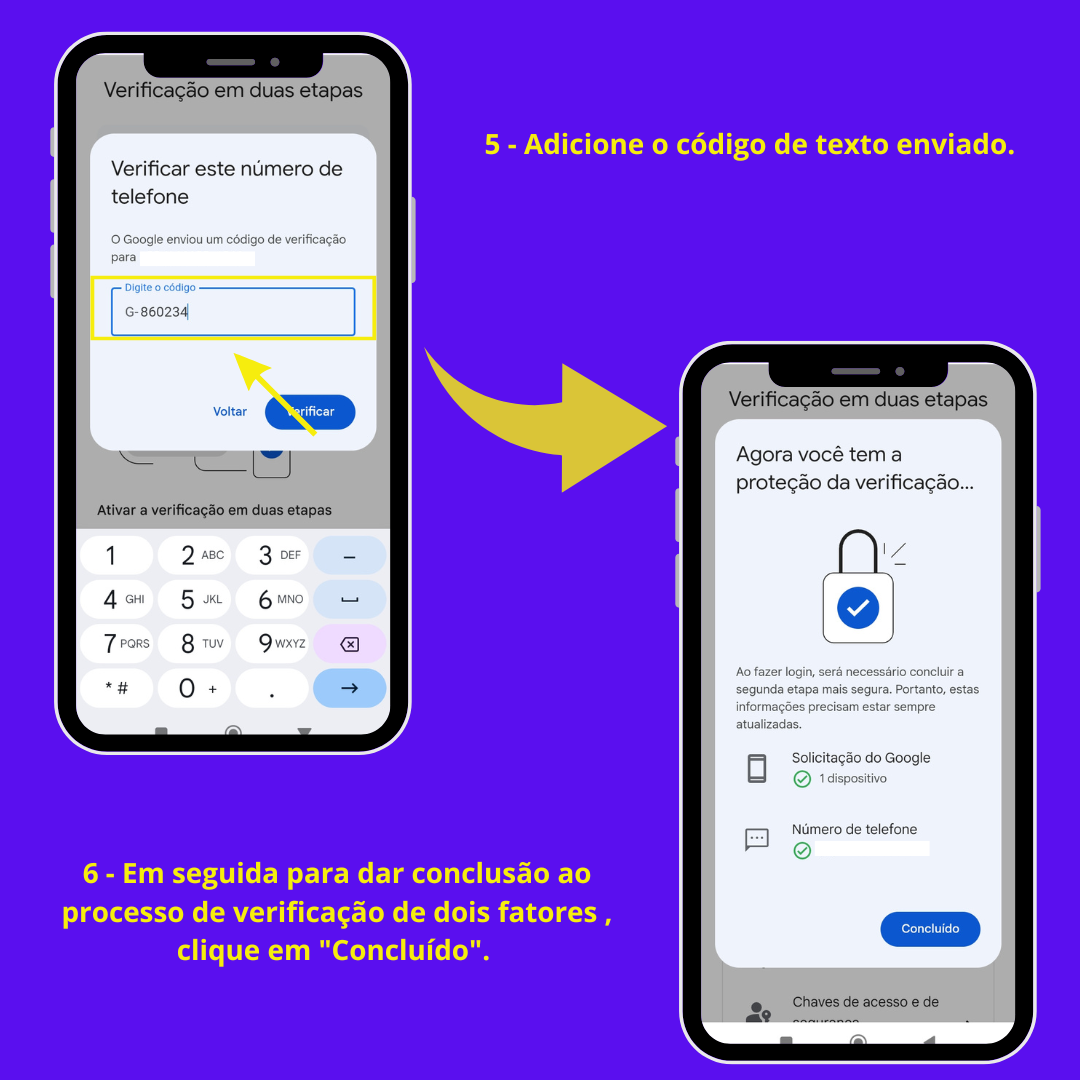 Verificação em duas etapas
Verificar este número de
telefone
O Google enviou um código de verificação
para
Digite o código
G-860234
Voltar
Verificar
Ativar a verificação em duas etapas
1
2 ABC
3 DEF
–
4 GHI
5 JKL
6 MNO
7 PQRS
8 TUV
9 WXYZ
* #
0 +
.
5 - Adicione o código de texto enviado.
6 - Em seguida para dar conclusão ao
processo de verificação de dois fatores ,
clique em "Concluído".
Verificação em duas etapas
Agora você tem a
proteção da verificação...
Ao fazer login, será necessário concluir a
segunda etapa mais segura. Portanto, estas
informações precisam estar sempre
atualizadas.
Solicitação do Google
1 dispositivo
Número de telefone
Concluído
Chaves de acesso e de
segurança